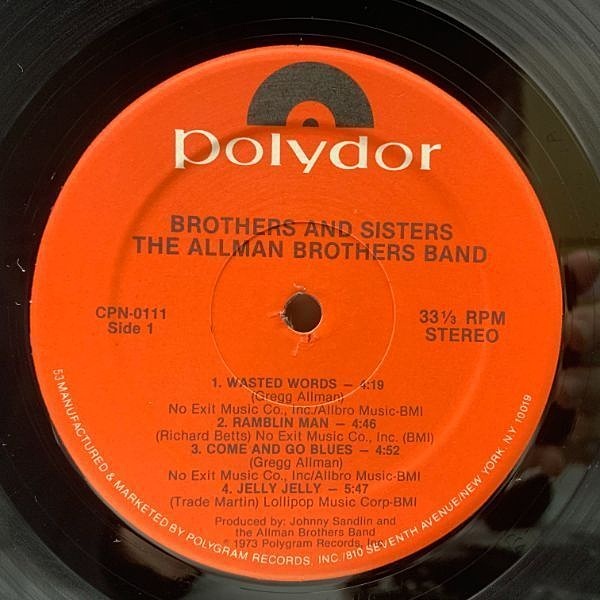 polydor
BROTHERS AND SISTERS
THE ALLMAN BROTHERS BAND
CPN-0111
Side 1
33 1/3 RPM
STEREO
1. WASTED WORDS – 4:19
(Gregg Allman)
No Exit Music Co., Inc/Allbro Music-BMI
2. RAMBLIN MAN – 4:46
(Richard Betts) No Exit Music Co., Inc. (BMI)
3. COME AND GO BLUES – 4:52
(Gregg Allman)
No Exit Music Co., Inc/Allbro Music-BMI
4. JELLY JELLY – 5:47
(Trade Martin) Lollipop Music Corp-BMI
Produced by: Johnny Sandlin and
the Allman Brothers Band
© 1973 Polygram Records, Inc.
53 MANUFACTURED & MARKETED BY POLYGRAM RECORDS, INC./810 SEVENTH AVENUE/NEW YORK. N.Y. 10019